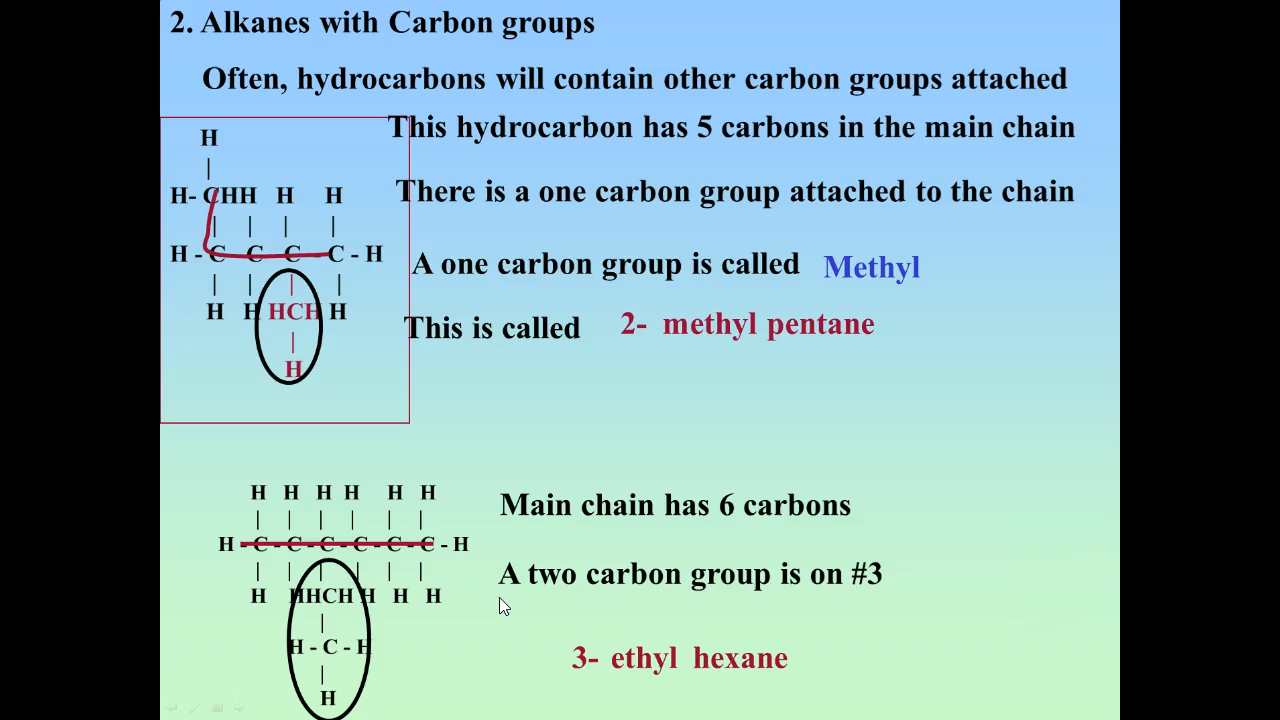 2. Alkanes with Carbon groups
Often, hydrocarbons will contain other carbon groups attached
This hydrocarbon has 5 carbons in the main chain
H
|
H- CHH H H
There is a one carbon group attached to the chain
| | | |
H - C - C - C - C - H
A one carbon group is called Methyl
| | | |
H H HCH H
This is called 2- methyl pentane
|
H
H H H H H H
| | | | | |
Main chain has 6 carbons
H - C - C - C - C - C - C - H
| | | | | |
A two carbon group is on #3
H HHCH H H H
|
H - C - H
3- ethyl hexane
|
H